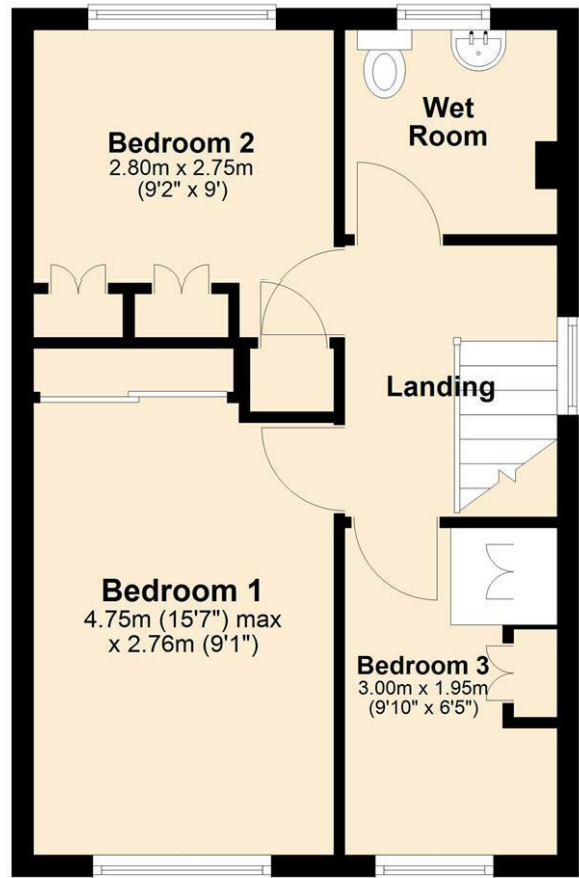 Bedroom 2
2.80m x 2.75m
(9'2" x 9')
Wet
Room
Landing
Bedroom 1
4.75m (15'7") max
x 2.76m (9'1")
Bedroom 3
3.00m x 1.95m
(9'10" x 6'5")